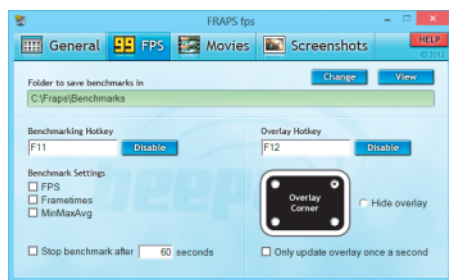 FRAPS fps
General
99 FPS
Movies
Screenshots
HELP
© 2012
Folder to save benchmarks in
Change
View
C:\Fraps\Benchmarks
Benchmarking Hotkey
Overlay Hotkey
F11
Disable
F12
Disable
Benchmark Settings
FPS
Frametimes
MinMaxAvg
Overlay
Corner
Hide overlay
beepa
Stop benchmark after 60 seconds
Only update overlay once a second